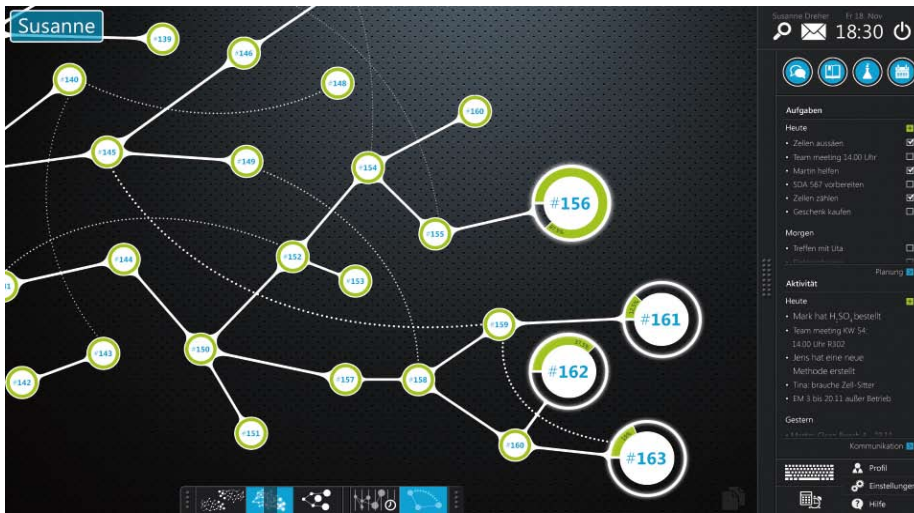 Susanne
Susanne Dreher Fr 18. Nov
18:30
#139
#146
#140
#148
#160
#145
#149
#154
#156
#155
#152
#144
#153
#161
12,5%
#159
#143
#150
37,5%
#162
#142
#157
#158
#151
#160
#163
Aufgaben
Heute
• Zellen aussäen
• Team meeting 14.00 Uhr
• Martin helfen
• SDA 567 vorbereiten
• Zellen zählen
• Geschenk kaufen
Morgen
• Treffen mit Uta
Planung
Aktivität
Heute
• Mark hat H₂SO₄ bestellt
• Team meeting KW 54:
14.00 Uhr R302
• Jens hat eine neue
Methode erstellt
• Tina: brauche Zell-Sitter
• EM 3 bis 20.11 außer Betrieb
Gestern
Kommunikation
Profil
Einstellungen
Hilfe